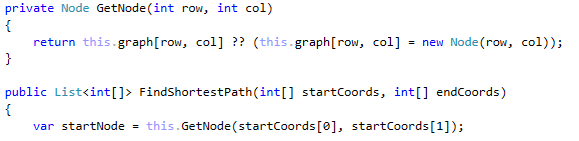 private Node GetNode(int row, int col)
{
    return this.graph[row, col] ?? (this.graph[row, col] = new Node(row, col));
}

public List<int[]> FindShortestPath(int[] startCoords, int[] endCoords)
{
    var startNode = this.GetNode(startCoords[0], startCoords[1]);